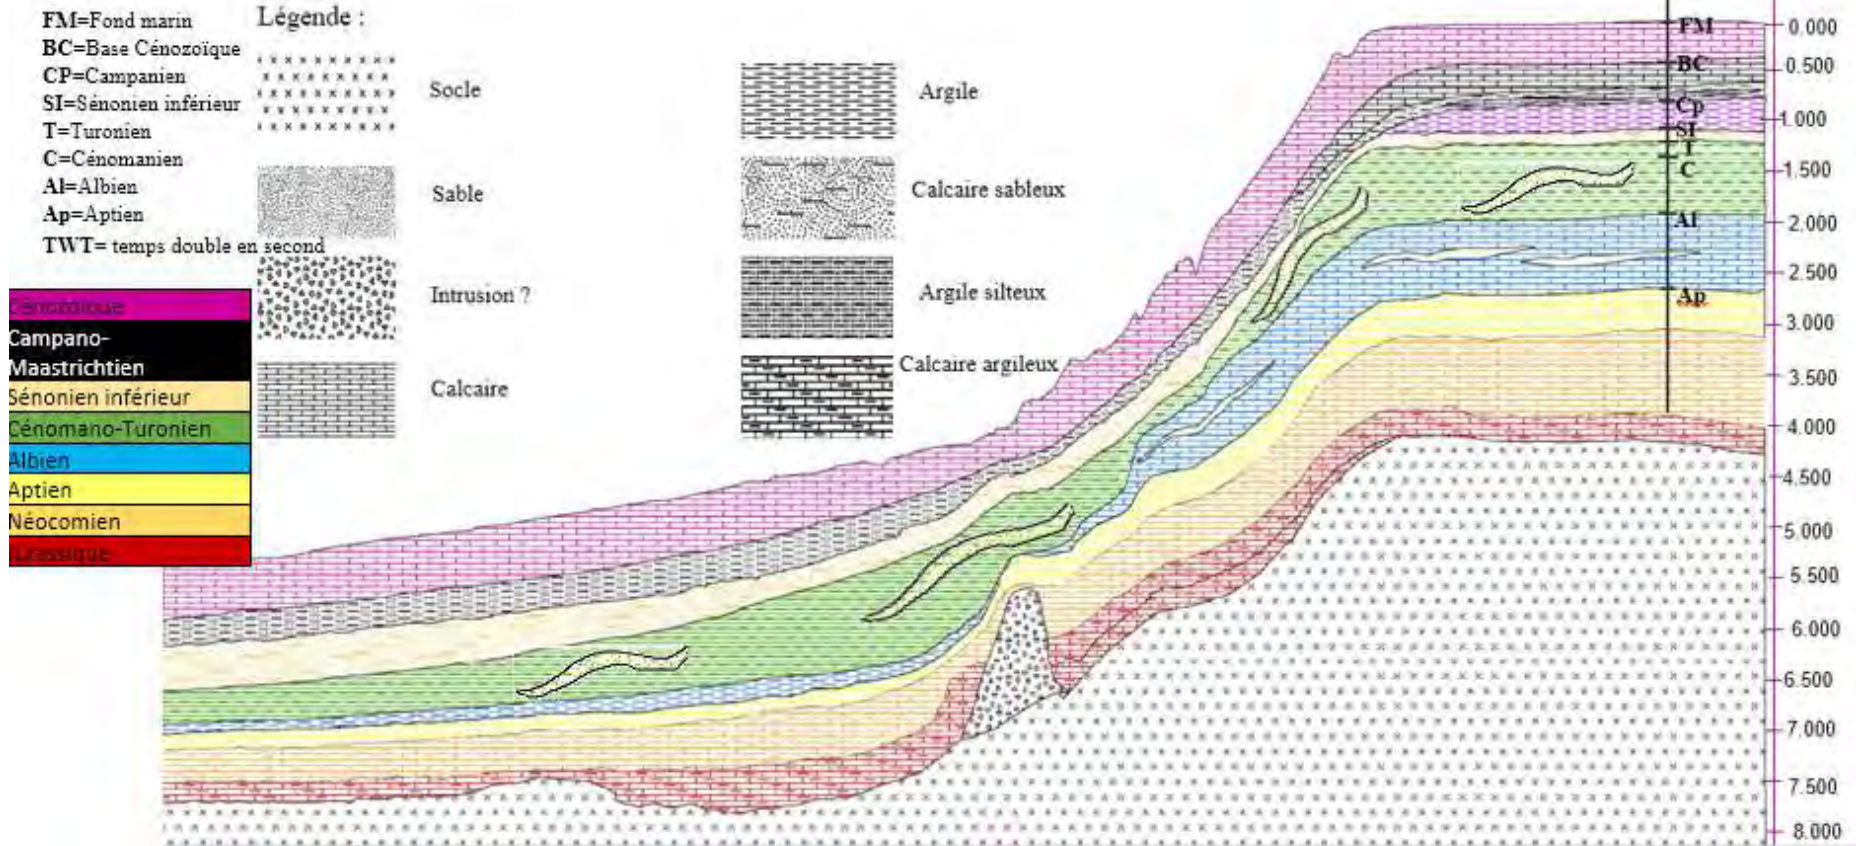 FM=Fond marin
BC=Base Cénozoïque
CP=Campanien
SI=Sénonien inférieur
T=Turonien
C=Cénomanien
Al=Albien
Ap=Aptien
TWT= temps double en second
Légende :
Socle
Sable
Intrusion ?
Calcaire
Argile
Calcaire sableux
Argile silteux
Calcaire argileux
Cénozoïque
Campano-
Maastrichtien
Sénonien inférieur
Cénomano-Turonien
Albien
Aptien
Néocomien
Jurassique
FM
BC
Cp
SI
T
C
Al
Ap
0.000
0.500
1.000
1.500
2.000
2.500
3.000
3.500
4.000
4.500
5.000
5.500
6.000
6.500
7.000
7.500
8.000